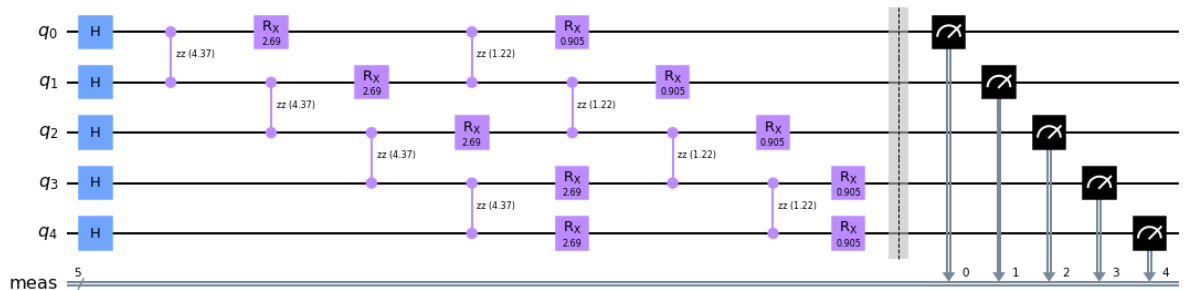 q0 H RX 2.69 RX 0.905
zz (4.37) zz (1.22)
q1 H RX 2.69 RX 0.905
zz (4.37) zz (1.22)
q2 H RX 2.69 RX 0.905
zz (4.37) zz (1.22)
q3 H RX 2.69 RX 0.905
zz (4.37) zz (1.22)
q4 H RX 2.69 RX 0.905
5 0 1 2 3 4
meas